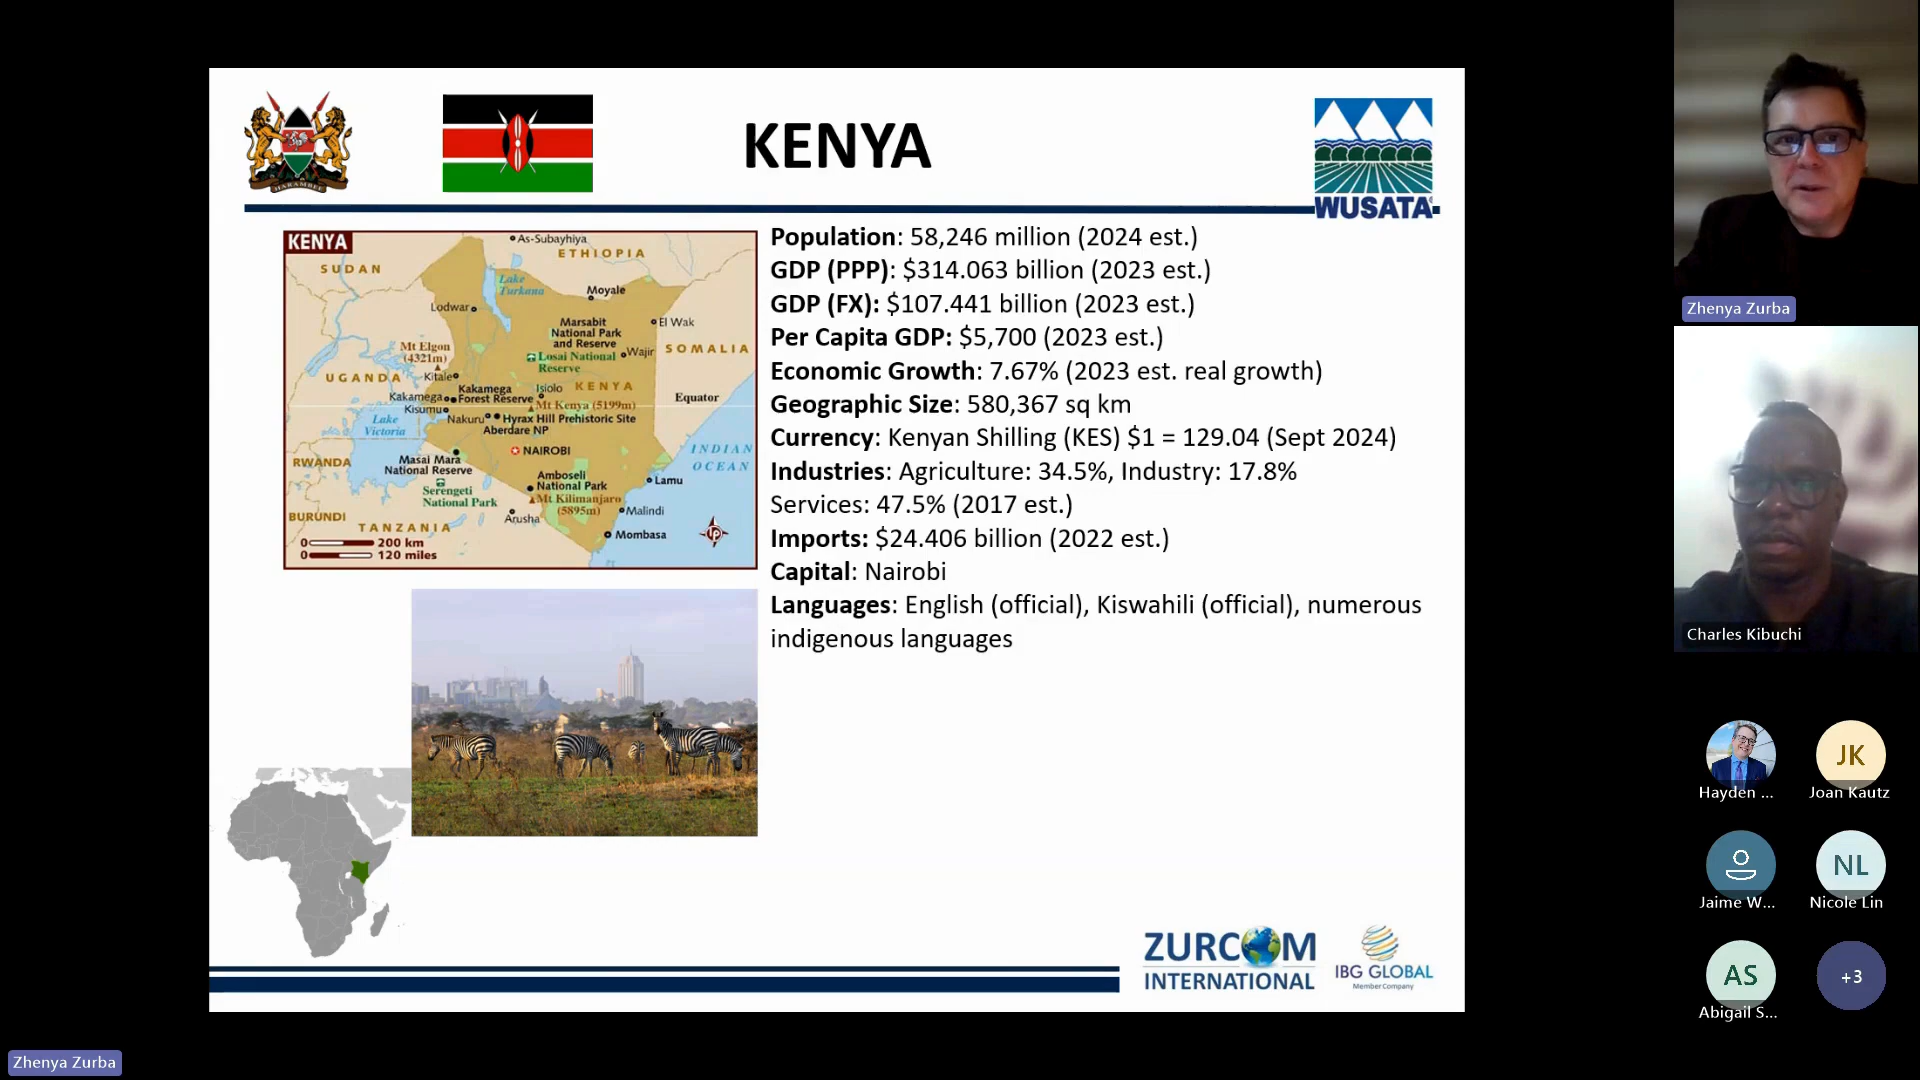 KENYA
HARAMBEE
WUSATA
Population: 58,246 million (2024 est.)
GDP (PPP): $314.063 billion (2023 est.)
GDP (FX): $107.441 billion (2023 est.)
Per Capita GDP: $5,700 (2023 est.)
Economic Growth: 7.67% (2023 est. real growth)
Geographic Size: 580,367 sq km
Currency: Kenyan Shilling (KES) $1 = 129.04 (Sept 2024)
Industries: Agriculture: 34.5%, Industry: 17.8%
Services: 47.5% (2017 est.)
Imports: $24.406 billion (2022 est.)
Capital: Nairobi
Languages: English (official), Kiswahili (official), numerous
indigenous languages
KENYA
As-Subayhiya
ETHIOPIA
SUDAN
Lake
Turkana
Moyale
Lodwar
Marsabit
National Park
and Reserve
El Wak
Mt Elgon
(4321m)
Losai National
Reserve
Wajir
SOMALIA
UGANDA
Kitale
Kakamega
Forest Reserve
Isiolo
KENYA
Kakamega
Kisumu
Mt Kenya (5199m)
Equator
Lake
Victoria
Nakuru
Hyrax Hill Prehistoric Site
Aberdare NP
NAIROBI
INDIAN
OCEAN
RWANDA
Masai Mara
National Reserve
Amboseli
National Park
Lamu
Serengeti
National Park
Mt Kilimanjaro
(5895m)
Malindi
BURUNDI
TANZANIA
Arusha
Mombasa
0 200 km
0 120 miles
LP
ZURCOM
INTERNATIONAL
IBG GLOBAL
Member Company
Zhenya Zurba
Charles Kibuchi
Hayden ...
JK
Joan Kautz
Jaime W...
NL
Nicole Lin
AS
Abigail S...
+3
Zhenya Zurba